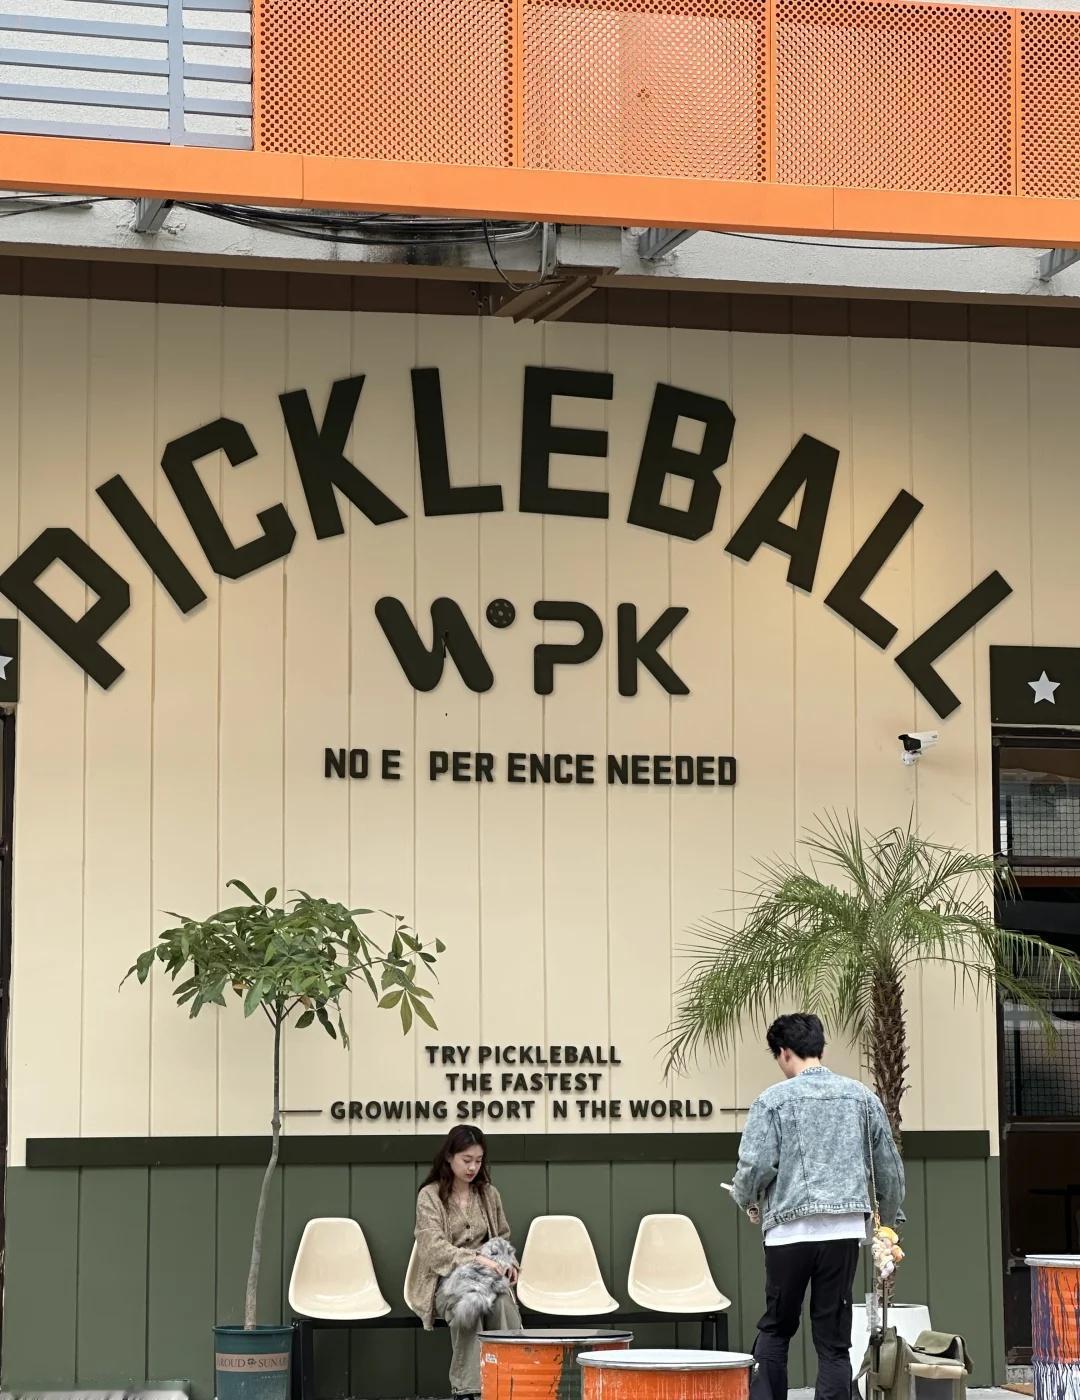 PICKLEBALL
W PK
NO E PER ENCE NEEDED
TRY PICKLEBALL
THE FASTEST
GROWING SPORT N THE WORLD